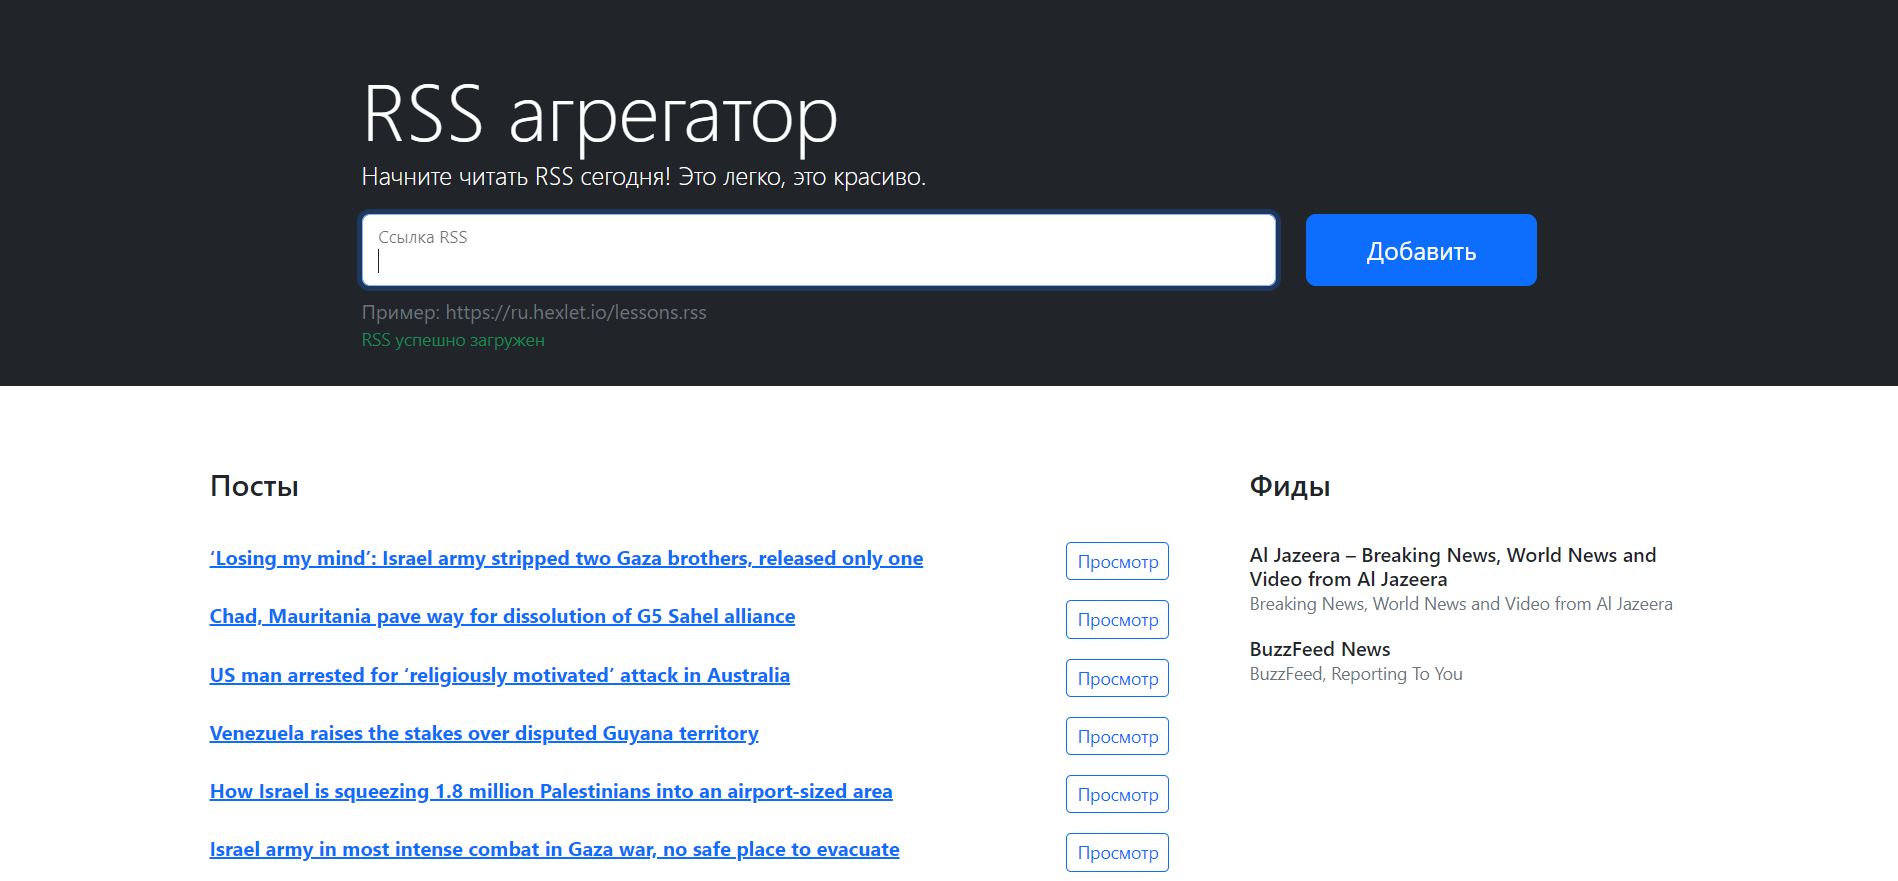 RSS агрегатор
Начните читать RSS сегодня! Это легко, это красиво.
Ссылка RSS
Добавить
Пример: https://ru.hexlet.io/lessons.rss
RSS успешно загружен
Посты
‘Losing my mind’: Israel army stripped two Gaza brothers, released only one
Просмотр
Chad, Mauritania pave way for dissolution of G5 Sahel alliance
Просмотр
US man arrested for ‘religiously motivated’ attack in Australia
Просмотр
Venezuela raises the stakes over disputed Guyana territory
Просмотр
How Israel is squeezing 1.8 million Palestinians into an airport-sized area
Просмотр
Israel army in most intense combat in Gaza war, no safe place to evacuate
Просмотр
Фиды
Al Jazeera – Breaking News, World News and
Video from Al Jazeera
Breaking News, World News and Video from Al Jazeera
BuzzFeed News
BuzzFeed, Reporting To You